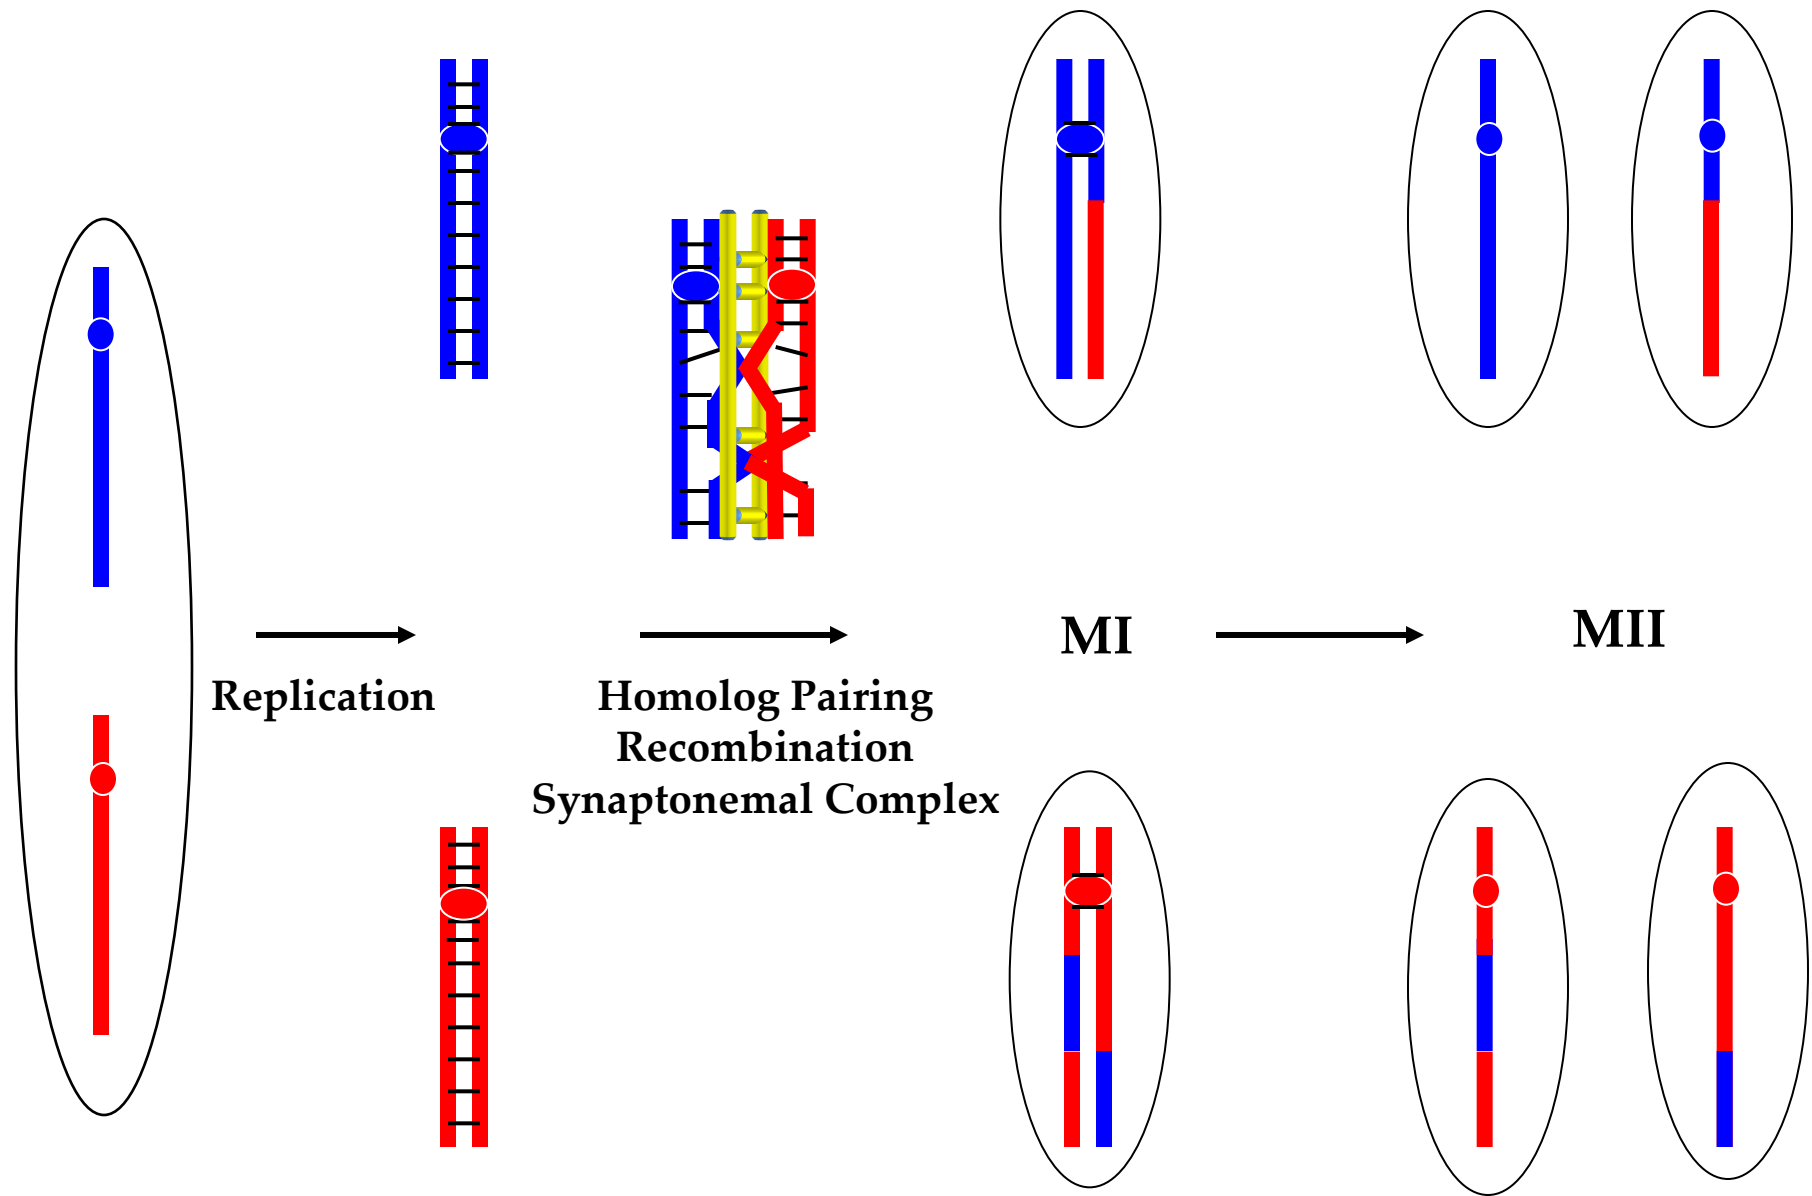 Replication
Homolog Pairing
Recombination
Synaptonemal Complex
MI
MII